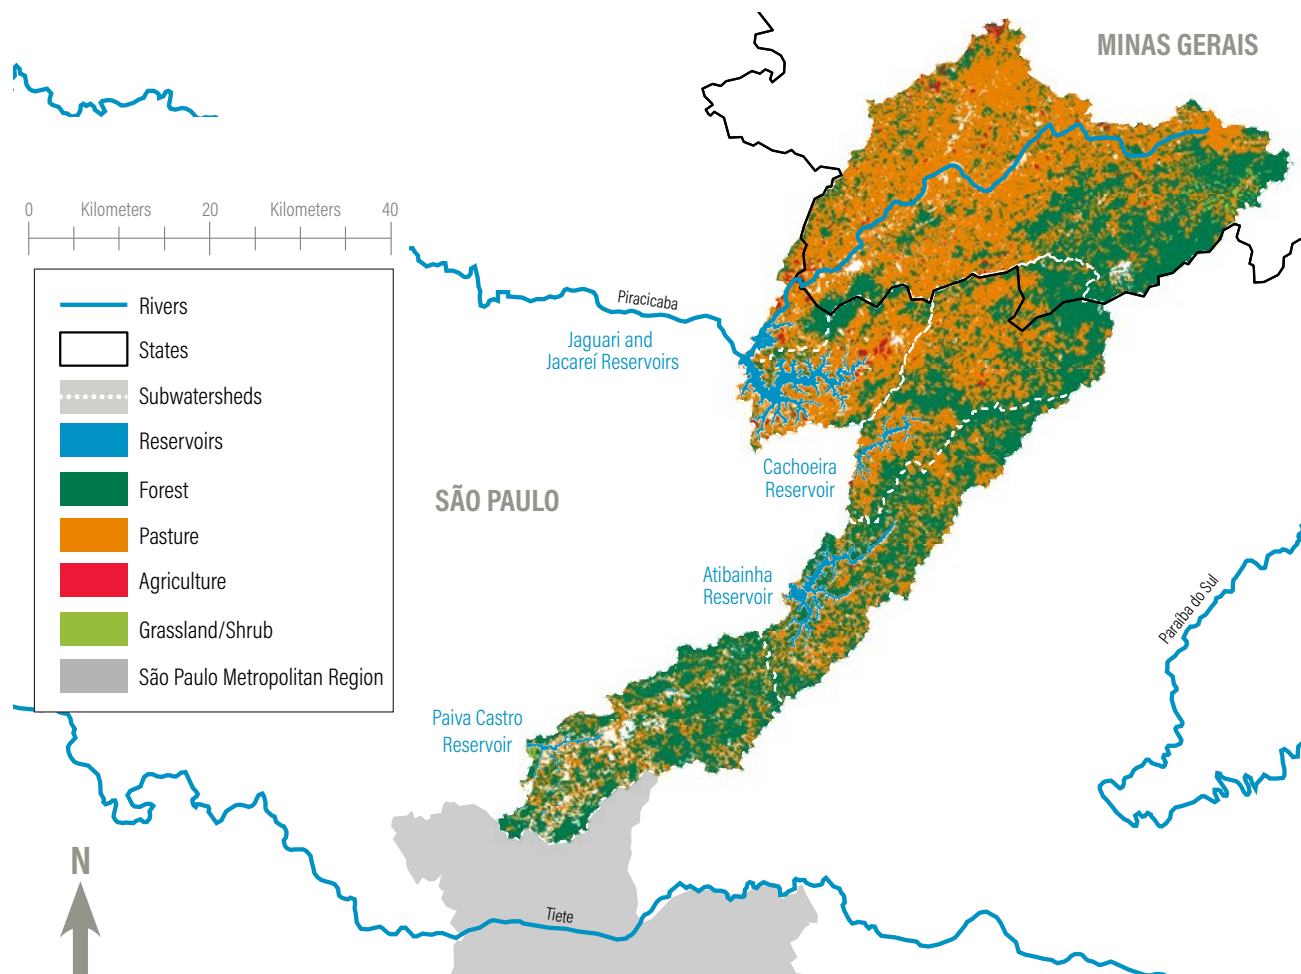 MINAS GERAIS
0 Kilometers 20 Kilometers 40
Rivers
States
Subwatersheds
Reservoirs
Forest
Pasture
Agriculture
Grassland/Shrub
São Paulo Metropolitan Region
Piracicaba
Jaguari and
Jacareí Reservoirs
Cachoeira
Reservoir
SÃO PAULO
Atibainha
Reservoir
Paraíba do Sul
Paiva Castro
Reservoir
N
Tiete